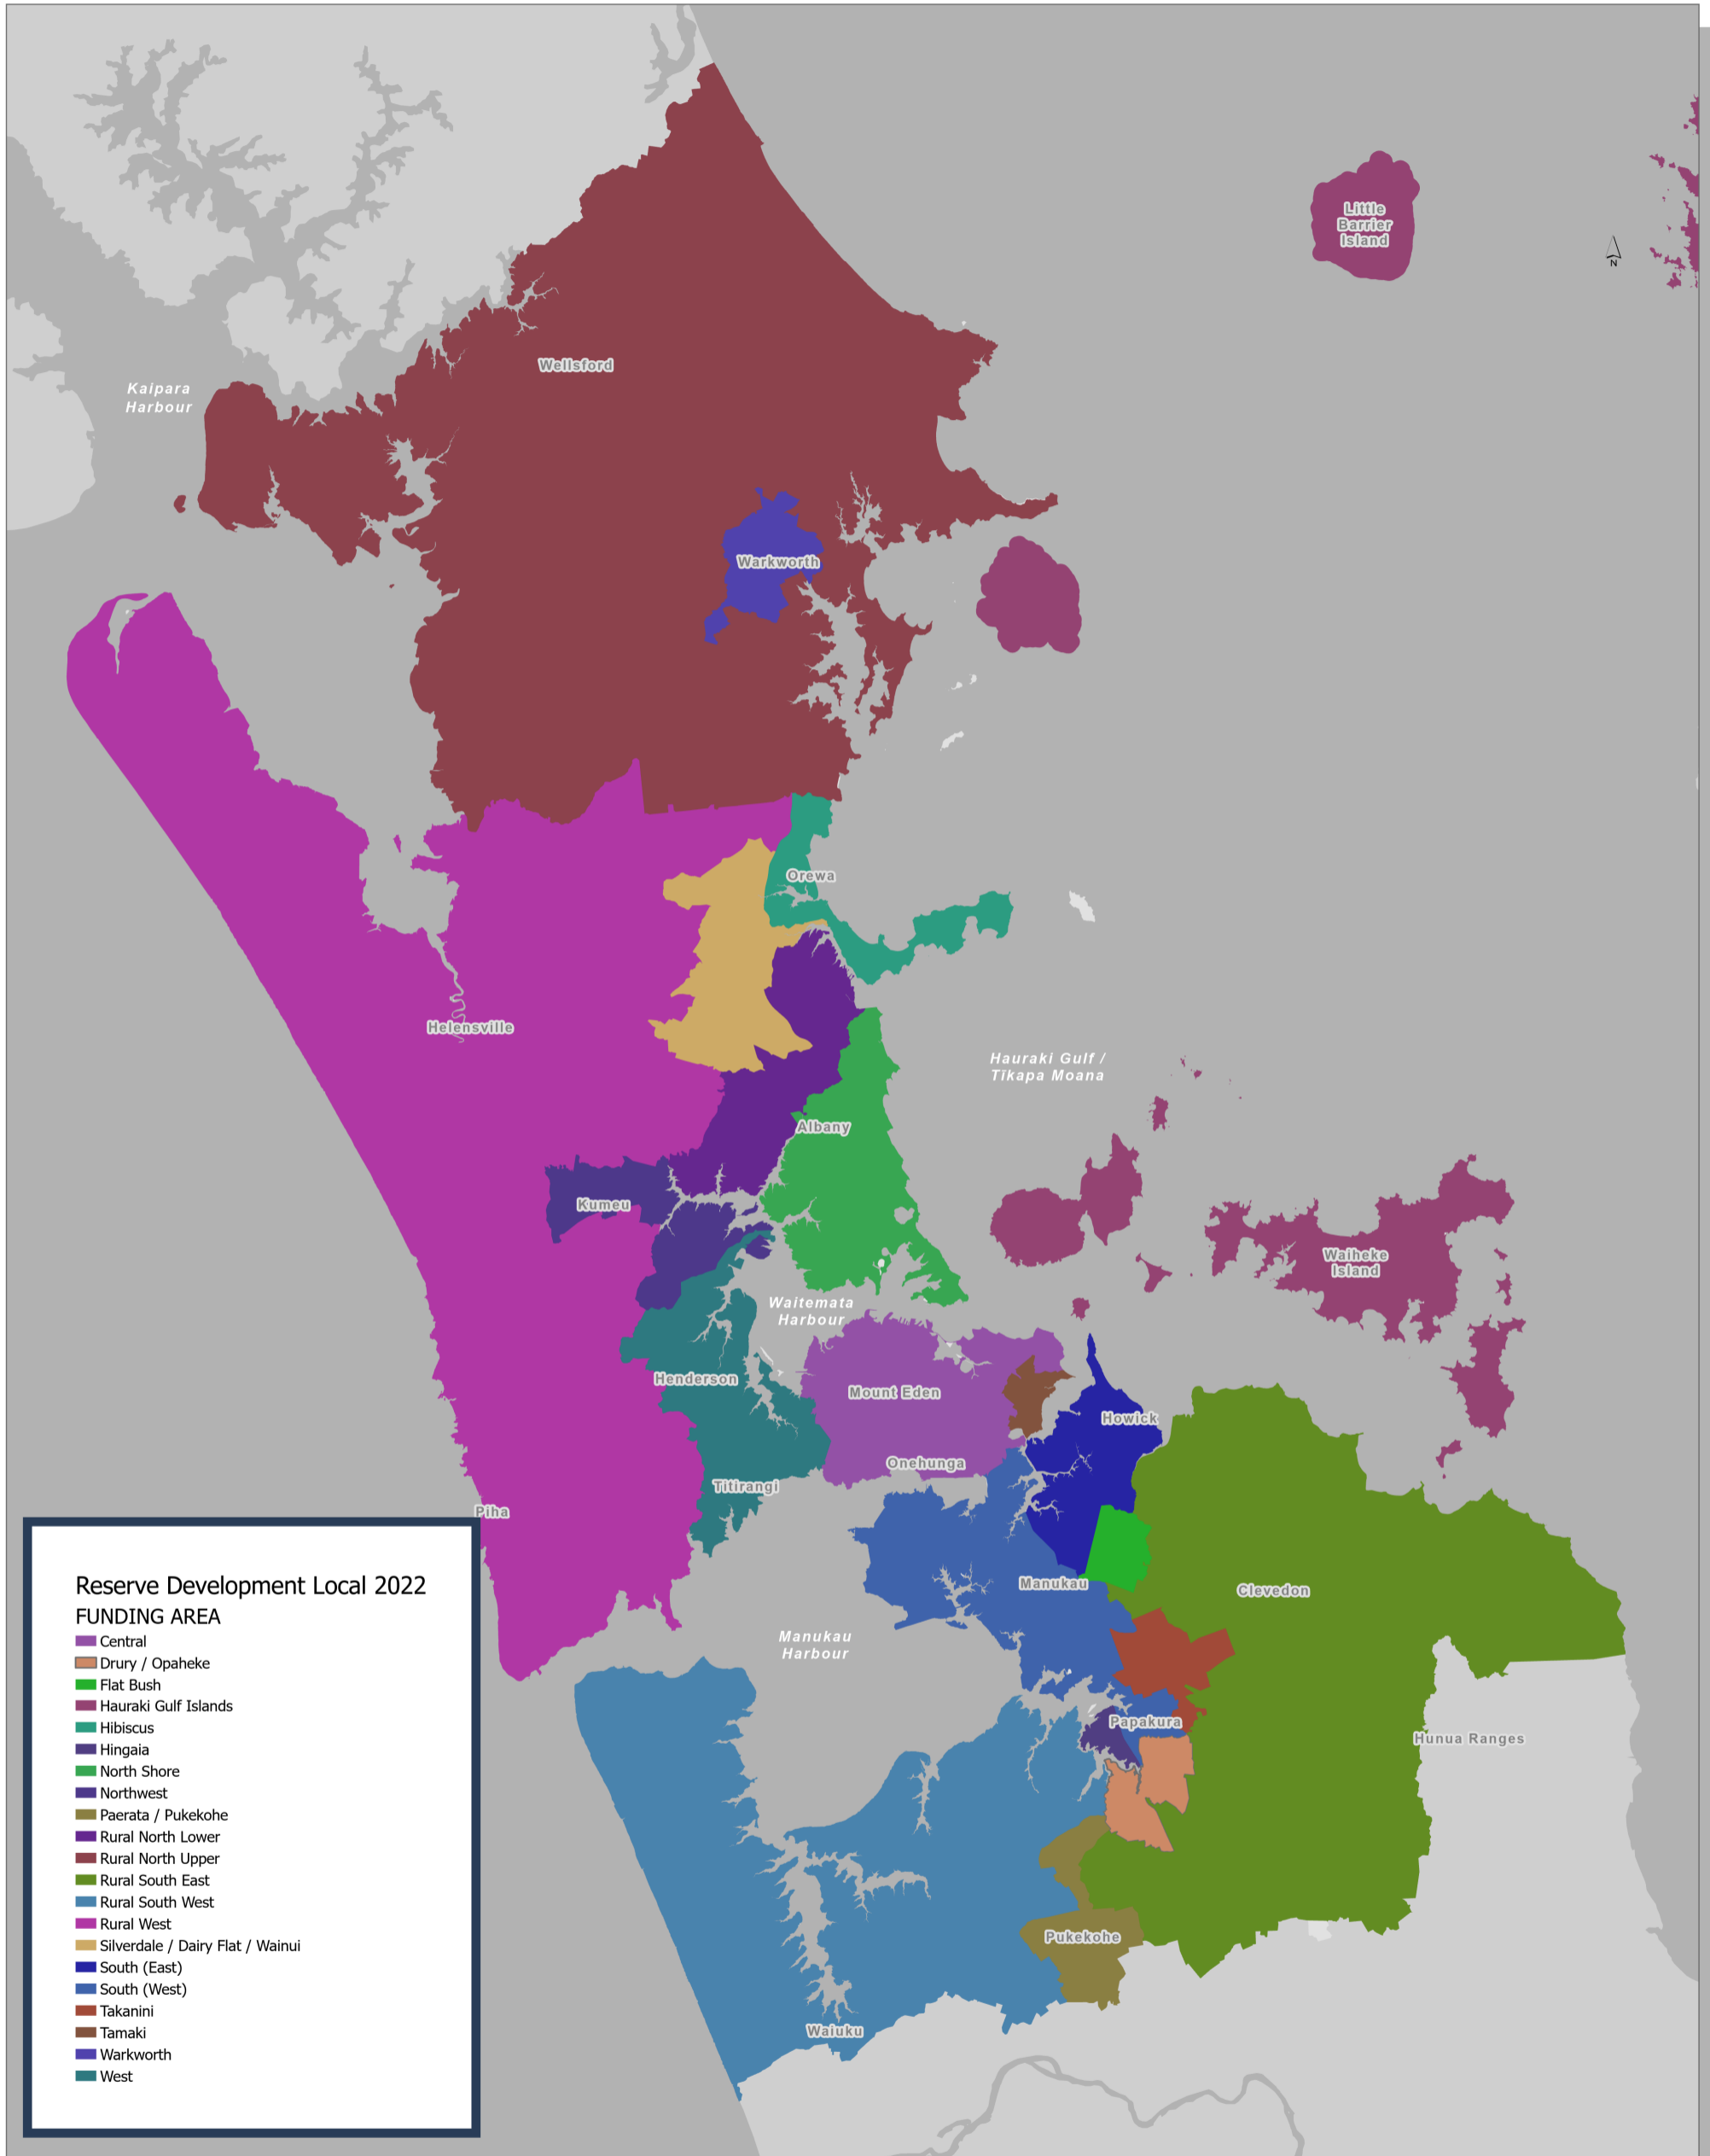 Little
Barrier
Island
N
Wellsford
Kaipara
Harbour
Warkworth
Orewa
Helensville
Hauraki Gulf /
Tīkapa Moana
Albany
Kumeu
Waiheke
Island
Waitemata
Harbour
Henderson
Mount Eden
Howick
Onehunga
Titirangi
Piha
Manukau
Clevedon
Manukau
Harbour
Papakura
Hunua Ranges
Pukekohe
Waiuku
Reserve Development Local 2022
FUNDING AREA
Central
Drury / Opaheke
Flat Bush
Hauraki Gulf Islands
Hibiscus
Hingaia
North Shore
Northwest
Paerata / Pukekohe
Rural North Lower
Rural North Upper
Rural South East
Rural South West
Rural West
Silverdale / Dairy Flat / Wainui
South (East)
South (West)
Takanini
Tamaki
Warkworth
West